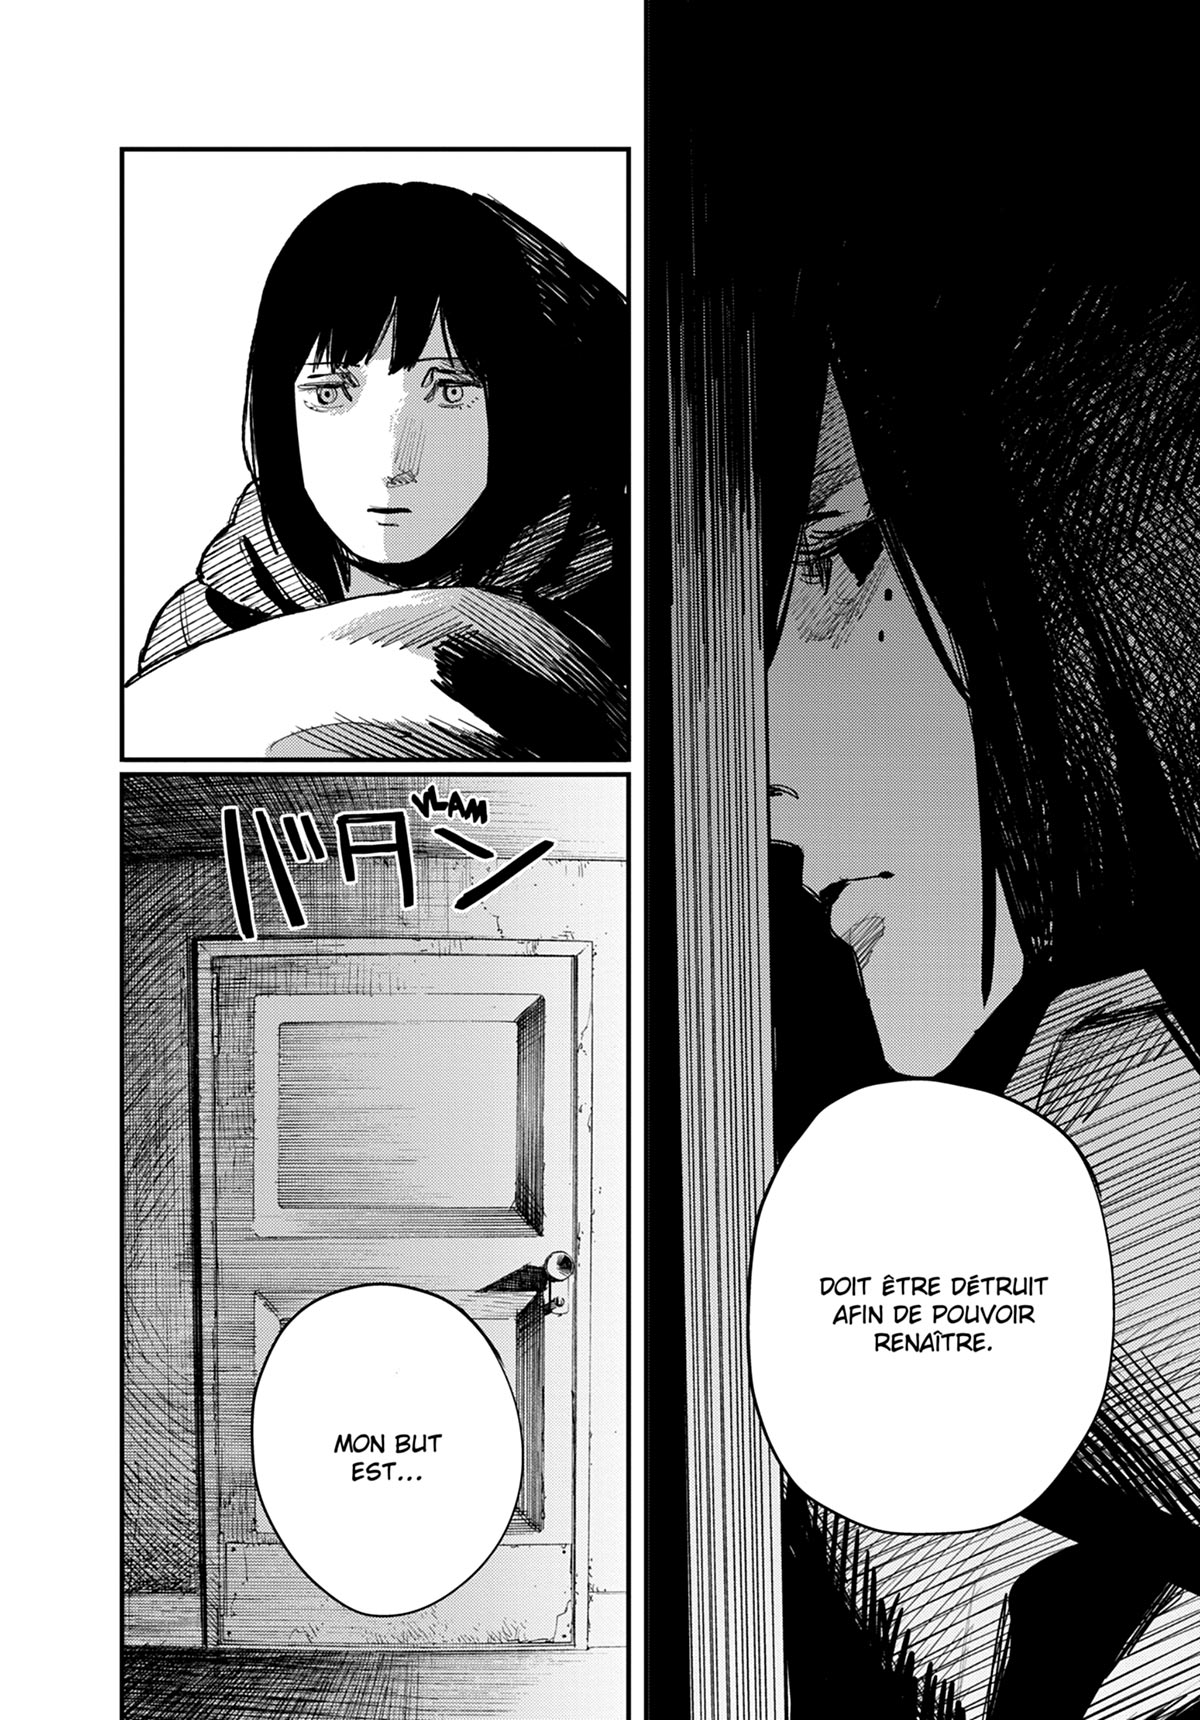 DOIT ÊTRE DÉTRUIT
AFIN DE POUVOIR
RENAÎTRE.
VLAM
バタン
MON BUT
EST...